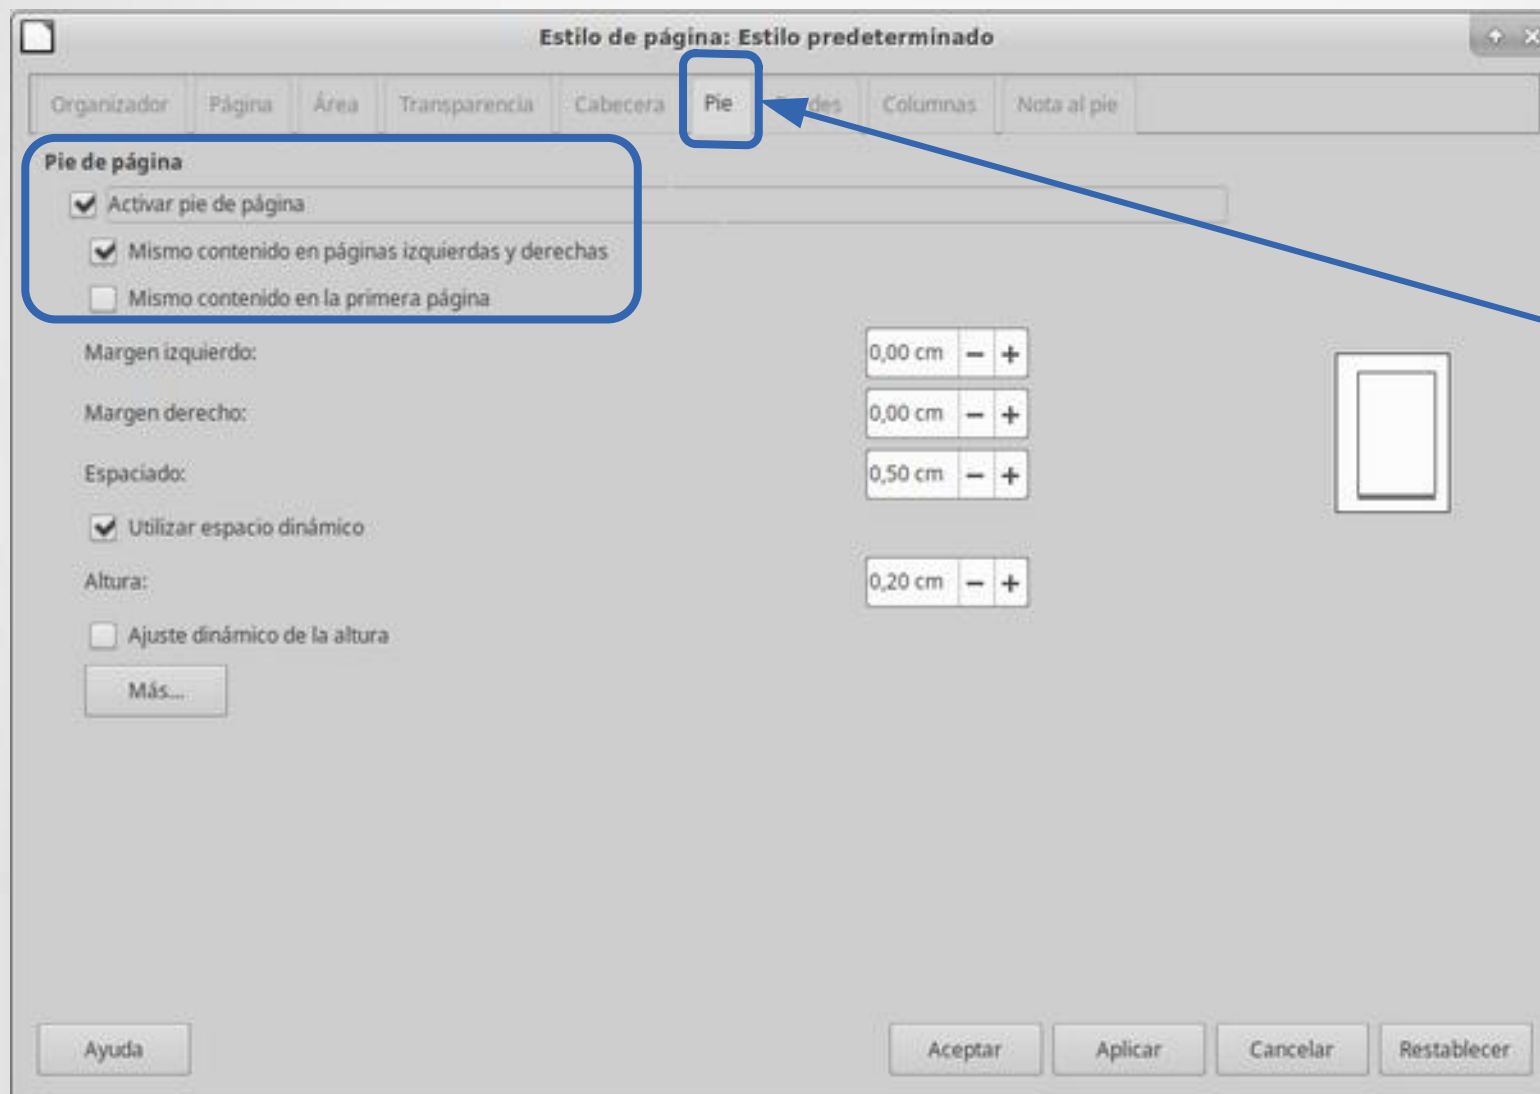 Estilo de página: Estilo predeterminado
Organizador Página Área Transparencia Cabecera Pie Columnas Nota al pie
Pie de página
Activar pie de página
Mismo contenido en páginas izquierdas y derechas
Mismo contenido en la primera página
Margen izquierdo: 0,00 cm − +
Margen derecho: 0,00 cm − +
Espaciado: 0,50 cm − +
Utilizar espacio dinámico
Altura: 0,20 cm − +
Ajuste dinámico de la altura
Más...
Ayuda Aceptar Aplicar Cancelar Restablecer